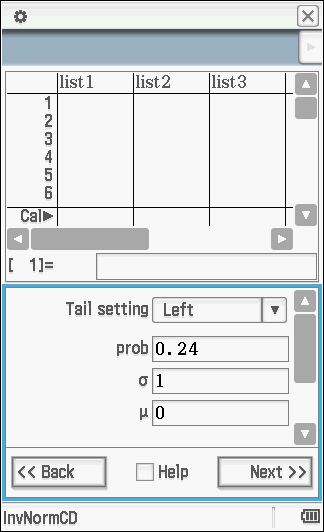 list1 list2 list3
1
2
3
4
5
6
Cal▶
[ 1]=
Tail setting Left
prob 0.24
σ 1
μ 0
<< Back Help Next >>
InvNormCD